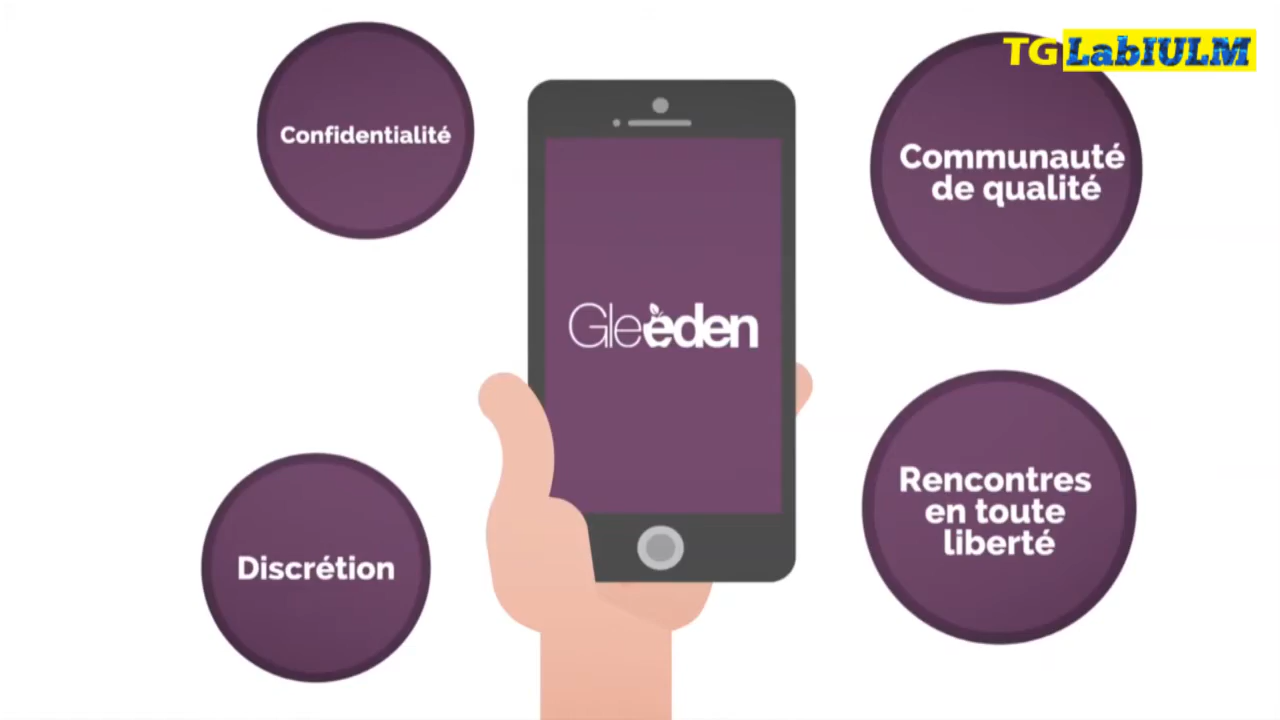 TG LabIULM
Confidentialité
Communauté
de qualité
Gleeden
Rencontres
en toute
liberté
Discrétion